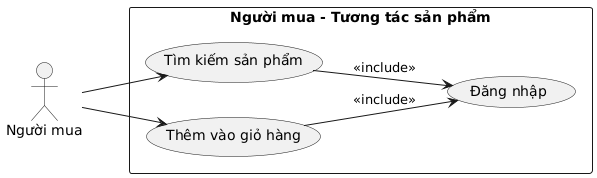 Người mua - Tương tác sản phẩm
Tìm kiếm sản phẩm
«include»
Đăng nhập
«include»
Người mua
Thêm vào giỏ hàng